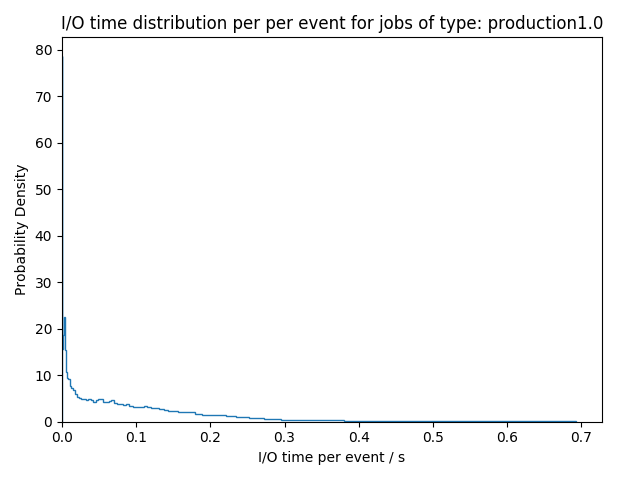 I/O time distribution per per event for jobs of type: production1.0
80
70
60
50
40
30
20
10
0
Probability Density
0.0 0.1 0.2 0.3 0.4 0.5 0.6 0.7
I/O time per event / s